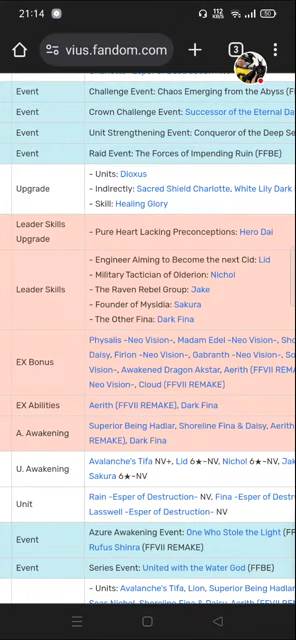 21:14
112
KB/S
50
vius.fandom.com
3
Event
Challenge Event: Chaos Emerging from the Abyss (F
Event
Crown Challenge Event: Successor of the Eternal Da
Event
Unit Strengthening Event: Conqueror of the Deep Se
Event
Raid Event: The Forces of Impending Ruin (FFBE)
Upgrade
- Units: Dioxus
- Indirectly: Sacred Shield Charlotte, White Lily Dark
- Skill: Healing Glory
Leader Skills
Upgrade
- Pure Heart Lacking Preconceptions: Hero Dai
Leader Skills
- Engineer Aiming to Become the next Cid: Lid
- Military Tactician of Olderion: Nichol
- The Raven Rebel Group: Jake
- Founder of Mysidia: Sakura
- The Other Fina: Dark Fina
EX Bonus
Physalis -Neo Vision-, Madam Edel -Neo Vision-, Sho
Daisy, Firion -Neo Vision-, Gabranth -Neo Vision-, So
Vision-, Awakened Dragon Akstar, Aerith (FFVII REMA
Neo Vision-, Cloud (FFVII REMAKE)
EX Abilities
Aerith (FFVII REMAKE), Dark Fina
A. Awakening
Superior Being Hadiar, Shoreline Fina & Daisy, Aerith
REMAKE), Dark Fina
U. Awakening
Avalanche's Tifa NV+, Lid 6★~NV, Nichol 6★~NV, Jak
Sakura 6★~NV
Unit
Rain -Esper of Destruction- NV, Fina -Esper of Destr
Lasswell -Esper of Destruction- NV
Event
Azure Awakening Event: One Who Stole the Light (FF
Rufus Shinra (FFVII REMAKE)
Event
Series Event: United with the Water God (FFBE)
- Units: Avalanche's Tifa, Lion, Superior Being Hadiar